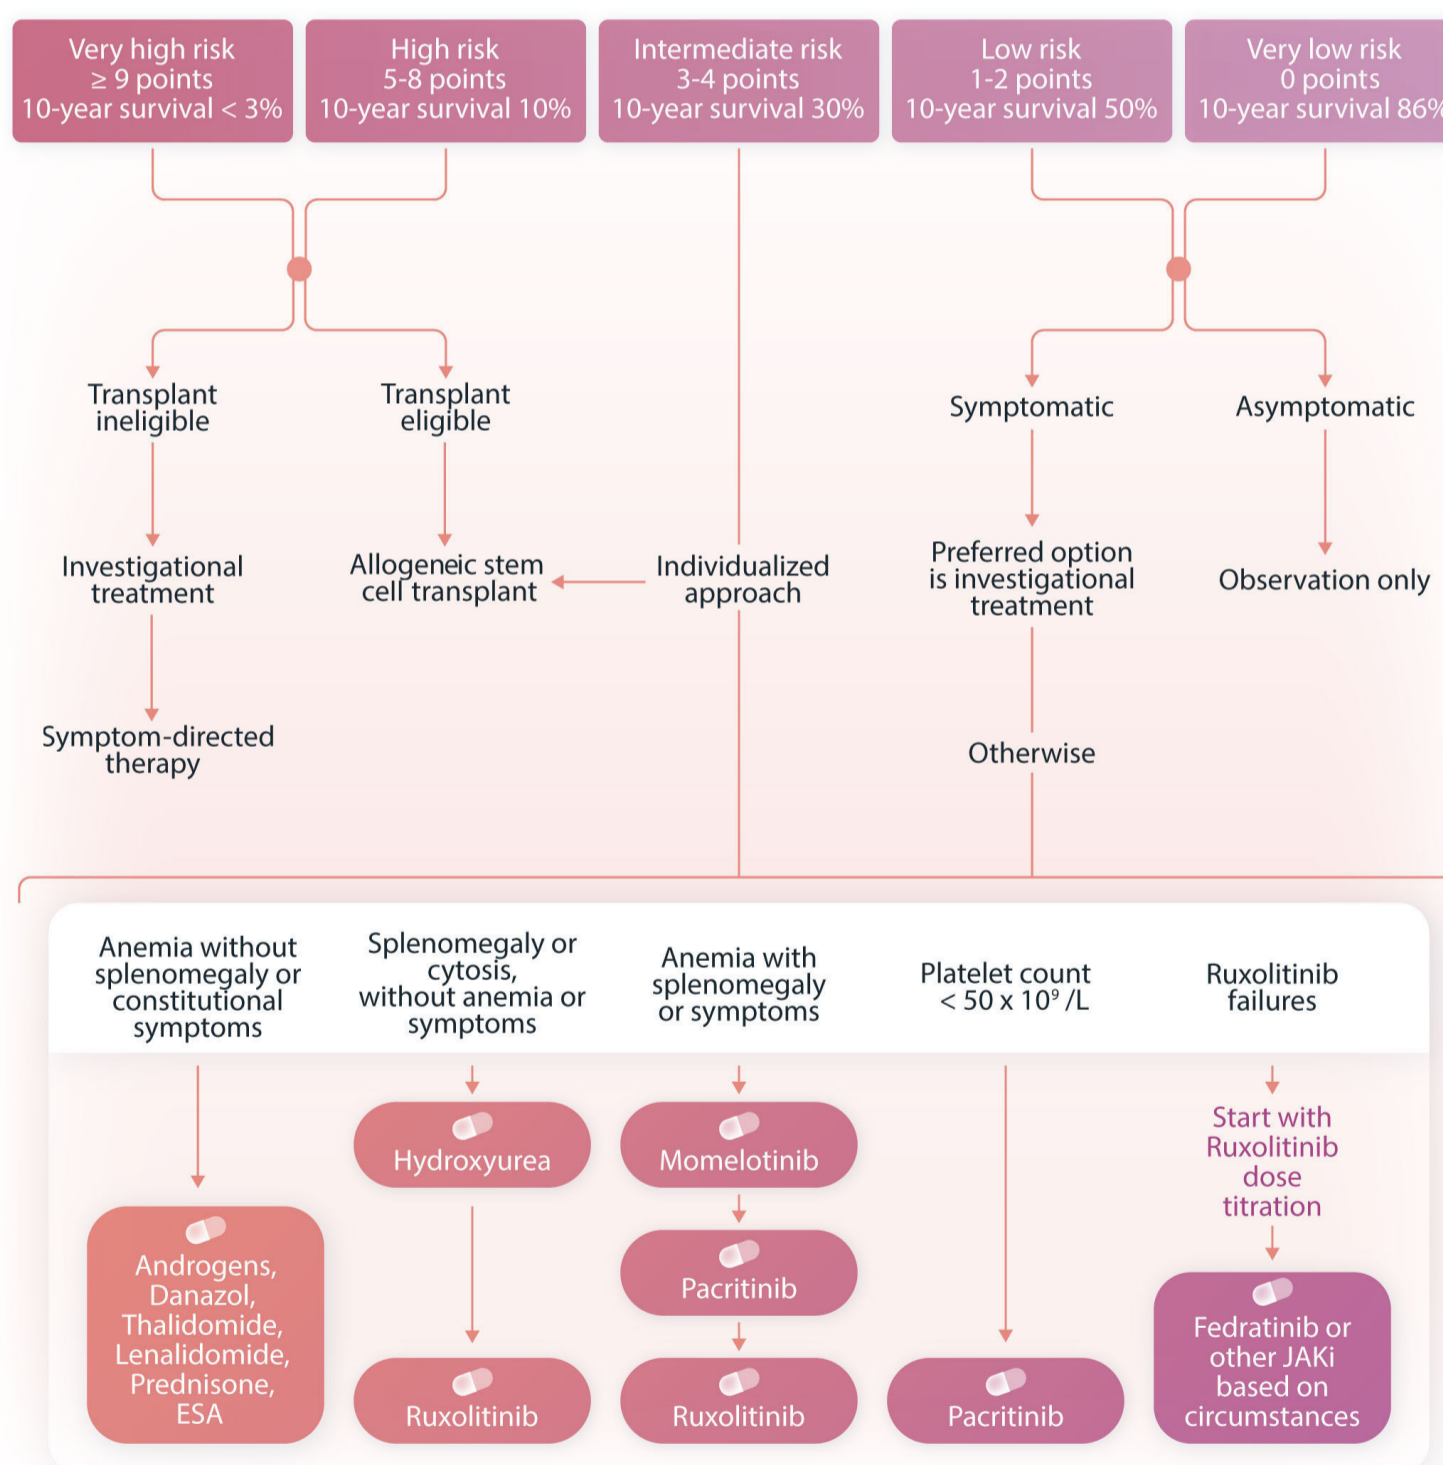 Very high risk
≥ 9 points
10-year survival < 3%
High risk
5-8 points
10-year survival 10%
Intermediate risk
3-4 points
10-year survival 30%
Low risk
1-2 points
10-year survival 50%
Very low risk
0 points
10-year survival 86%
Transplant
ineligible
Transplant
eligible
Symptomatic
Asymptomatic
Investigational
treatment
Allogeneic stem
cell transplant
Individualized
approach
Preferred option
is investigational
treatment
Observation only
Symptom-directed
therapy
Otherwise
Anemia without
splenomegaly or
constitutional
symptoms
Splenomegaly or
cytosis,
without anemia or
symptoms
Anemia with
splenomegaly
or symptoms
Platelet count
< 50 x 10⁹ /L
Ruxolitinib
failures
Androgens,
Danazol,
Thalidomide,
Lenalidomide,
Prednisone,
ESA
Hydroxyurea
Ruxolitinib
Momelotinib
Pacritinib
Ruxolitinib
Pacritinib
Start with
Ruxolitinib
dose
titration
Fedratinib or
other JAKi
based on
circumstances